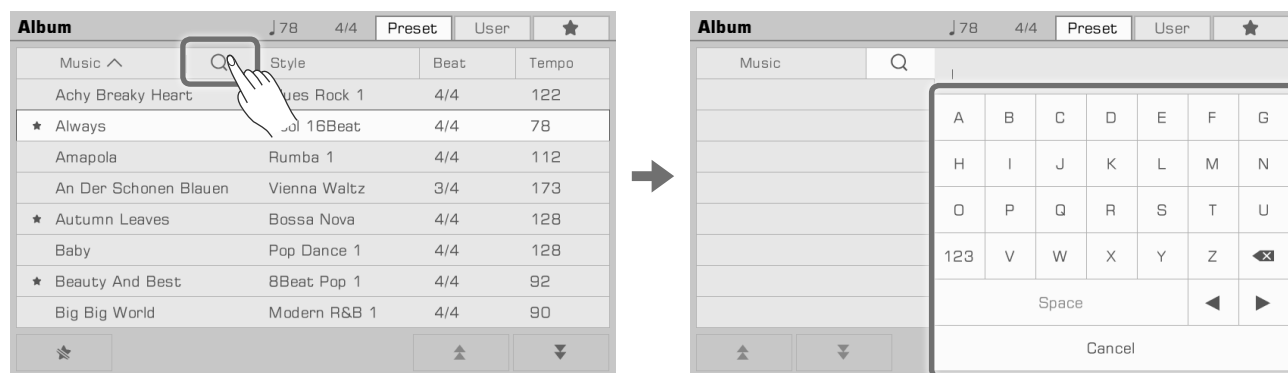 Album ♩78 4/4 Preset User ★
Music Style Beat Tempo
Achy Breaky Heart Rock 1 4/4 122
★ Always 16Beat 4/4 78
Amapola Rumba 1 4/4 112
An Der Schonen Blauen Vienna Waltz 3/4 173
★ Autumn Leaves Bossa Nova 4/4 128
Baby Pop Dance 1 4/4 128
★ Beauty And Best 8Beat Pop 1 4/4 92
Big Big World Modern R&B 1 4/4 90
Album ♩78 4/4 Preset User ★
Music
A B C D E F G
H I J K L M N
O P Q R S T U
123 V W X Y Z
Space
Cancel